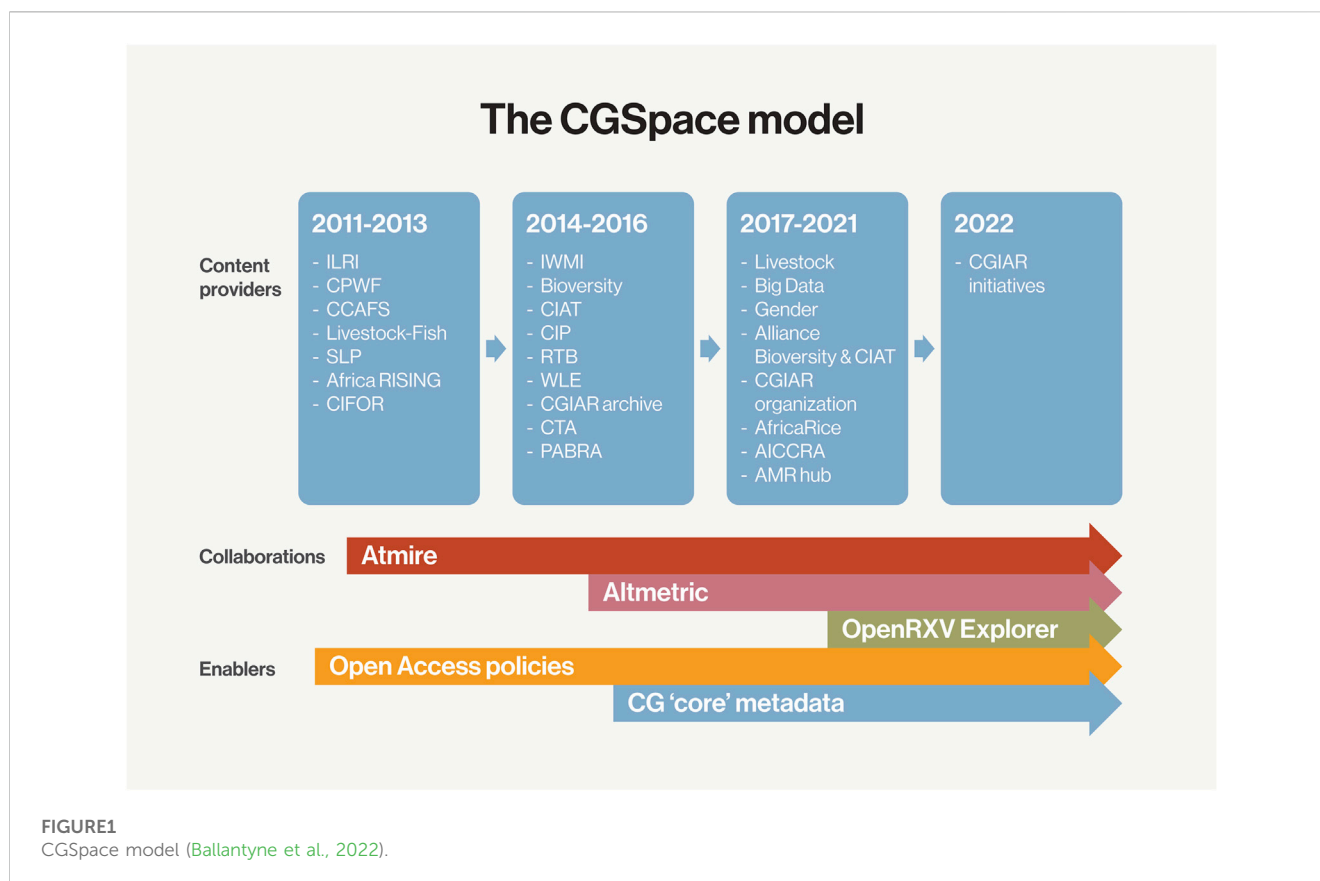 The CGSpace model
Content
providers
2011-2013
- ILRI
- CPWF
- CCAFS
- Livestock-Fish
- SLP
- Africa RISING
- CIFOR
2014-2016
- IWMI
- Bioversity
- CIAT
- CIP
- RTB
- WLE
- CGIAR archive
- CTA
- PABRA
2017-2021
- Livestock
- Big Data
- Gender
- Alliance
Bioversity & CIAT
- CGIAR
organization
- AfricaRice
- AICCRA
- AMR hub
2022
- CGIAR
initiatives
Collaborations
Atmire
Altmetric
OpenRXV Explorer
Enablers
Open Access policies
CG ‘core’ metadata
FIGURE1
CGSpace model (Ballantyne et al., 2022).